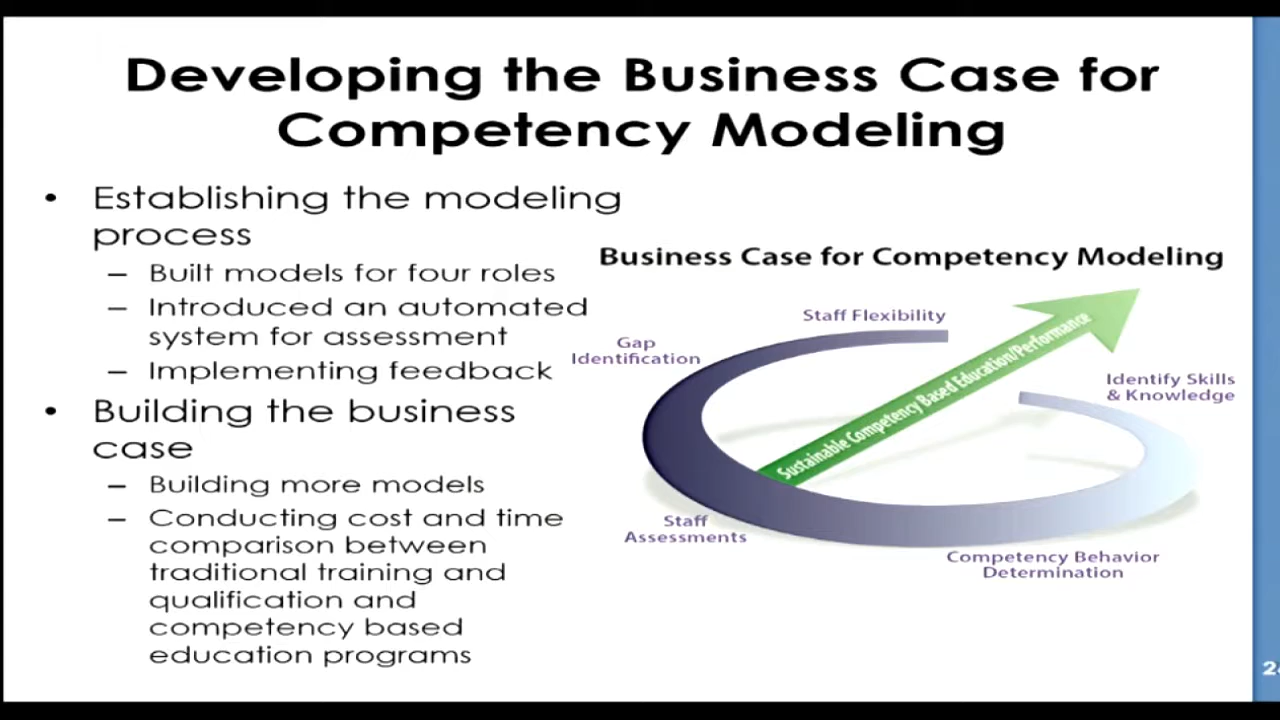 Developing the Business Case for
Competency Modeling
• Establishing the modeling
process
– Built models for four roles
– Introduced an automated
system for assessment
– Implementing feedback
• Building the business
case
– Building more models
– Conducting cost and time
comparison between
traditional training and
qualification and
competency based
education programs
Business Case for Competency Modeling
Staff Flexibility
Gap
Identification
Sustainable Competency Based Education/Performance
Identify Skills
& Knowledge
Staff
Assessments
Competency Behavior
Determination